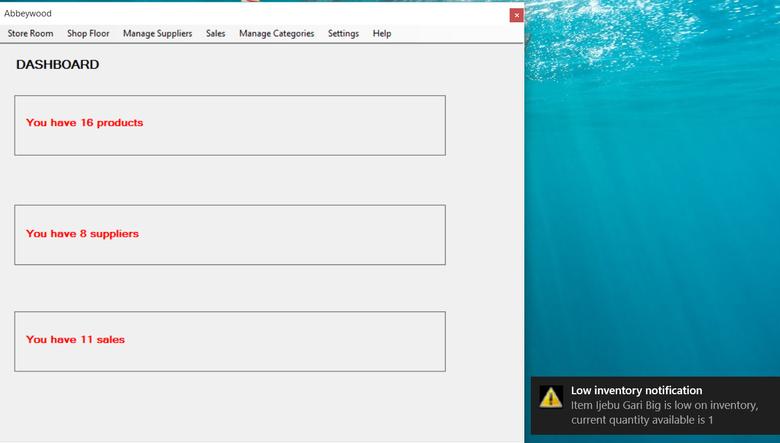 Abbeywood
Store Room Shop Floor Manage Suppliers Sales Manage Categories Settings Help
DASHBOARD
You have 16 products
You have 8 suppliers
You have 11 sales
Low inventory notification
Item Ijebu Gari Big is low on inventory,
current quantity available is 1